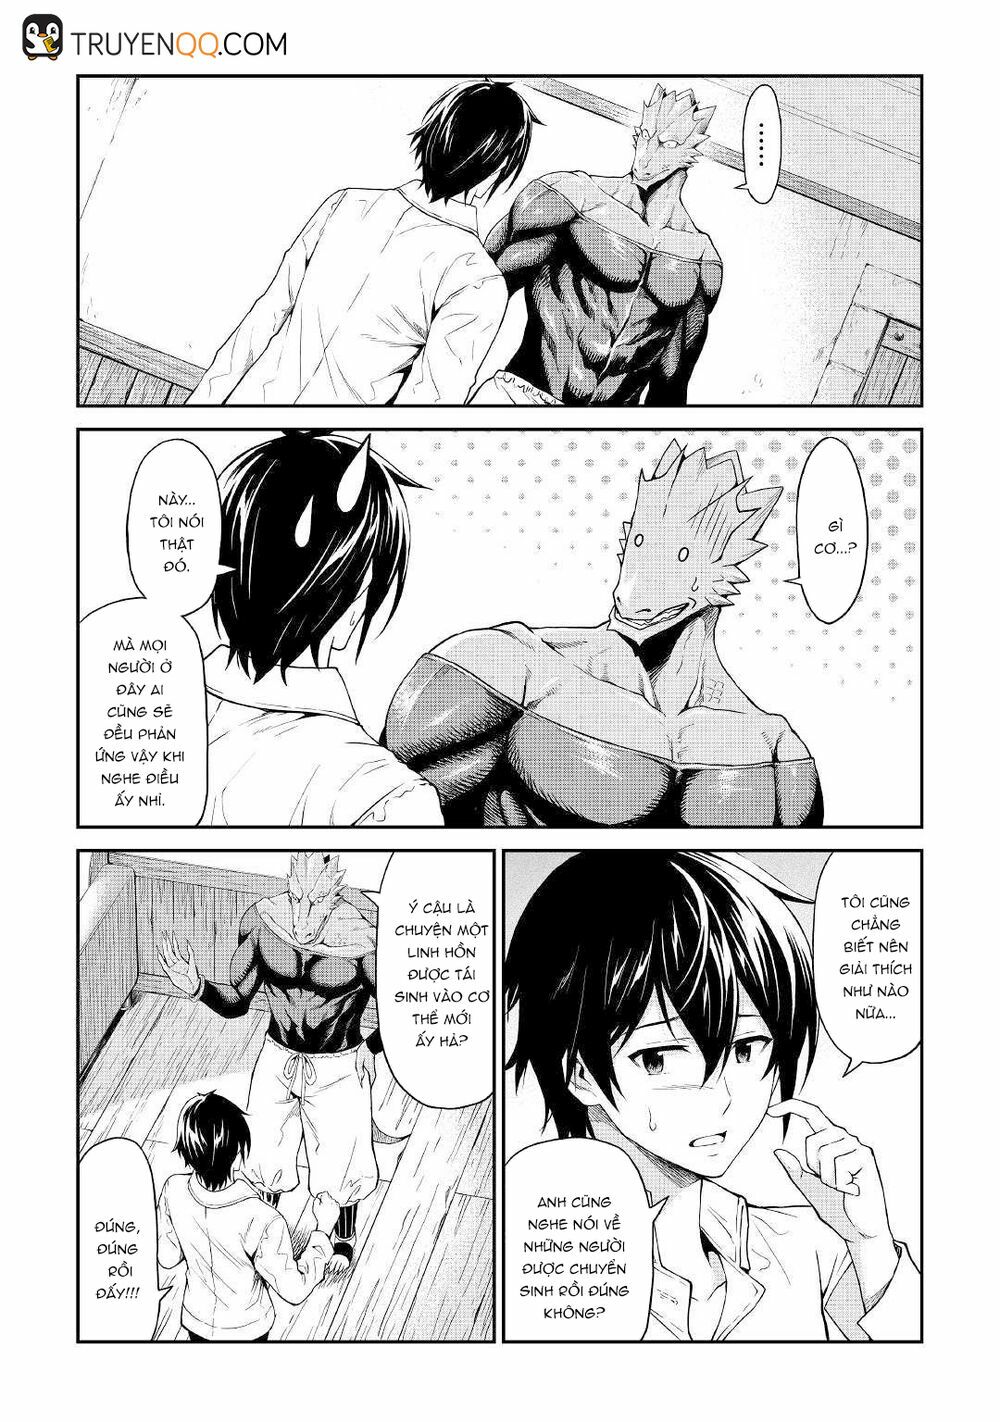 TRUYENQQ.COM
.......
GÌ
CƠ...?
NÀY...
TÔI NÓI
THẬT
ĐÓ.
MÀ MỌI
NGƯỜI Ở
ĐÂY AI
CŨNG SẼ
ĐỀU PHẢN
ỨNG VẬY KHI
NGHE ĐIỀU
ẤY NHỈ.
TÔI CŨNG
CHẲNG
BIẾT NÊN
GIẢI THÍCH
NHƯ NÀO
NỮA...
ANH CŨNG
NGHE NÓI VỀ
NHỮNG NGƯỜI
ĐƯỢC CHUYỂN
SINH RỒI ĐÚNG
KHÔNG?
Ý CẬU LÀ
CHUYỆN MỘT
LINH HỒN
ĐƯỢC TÁI
SINH VÀO CƠ
THỂ MỚI
ẤY HẢ?
ĐÚNG,
ĐÚNG
RỒI
ĐẤY!!!